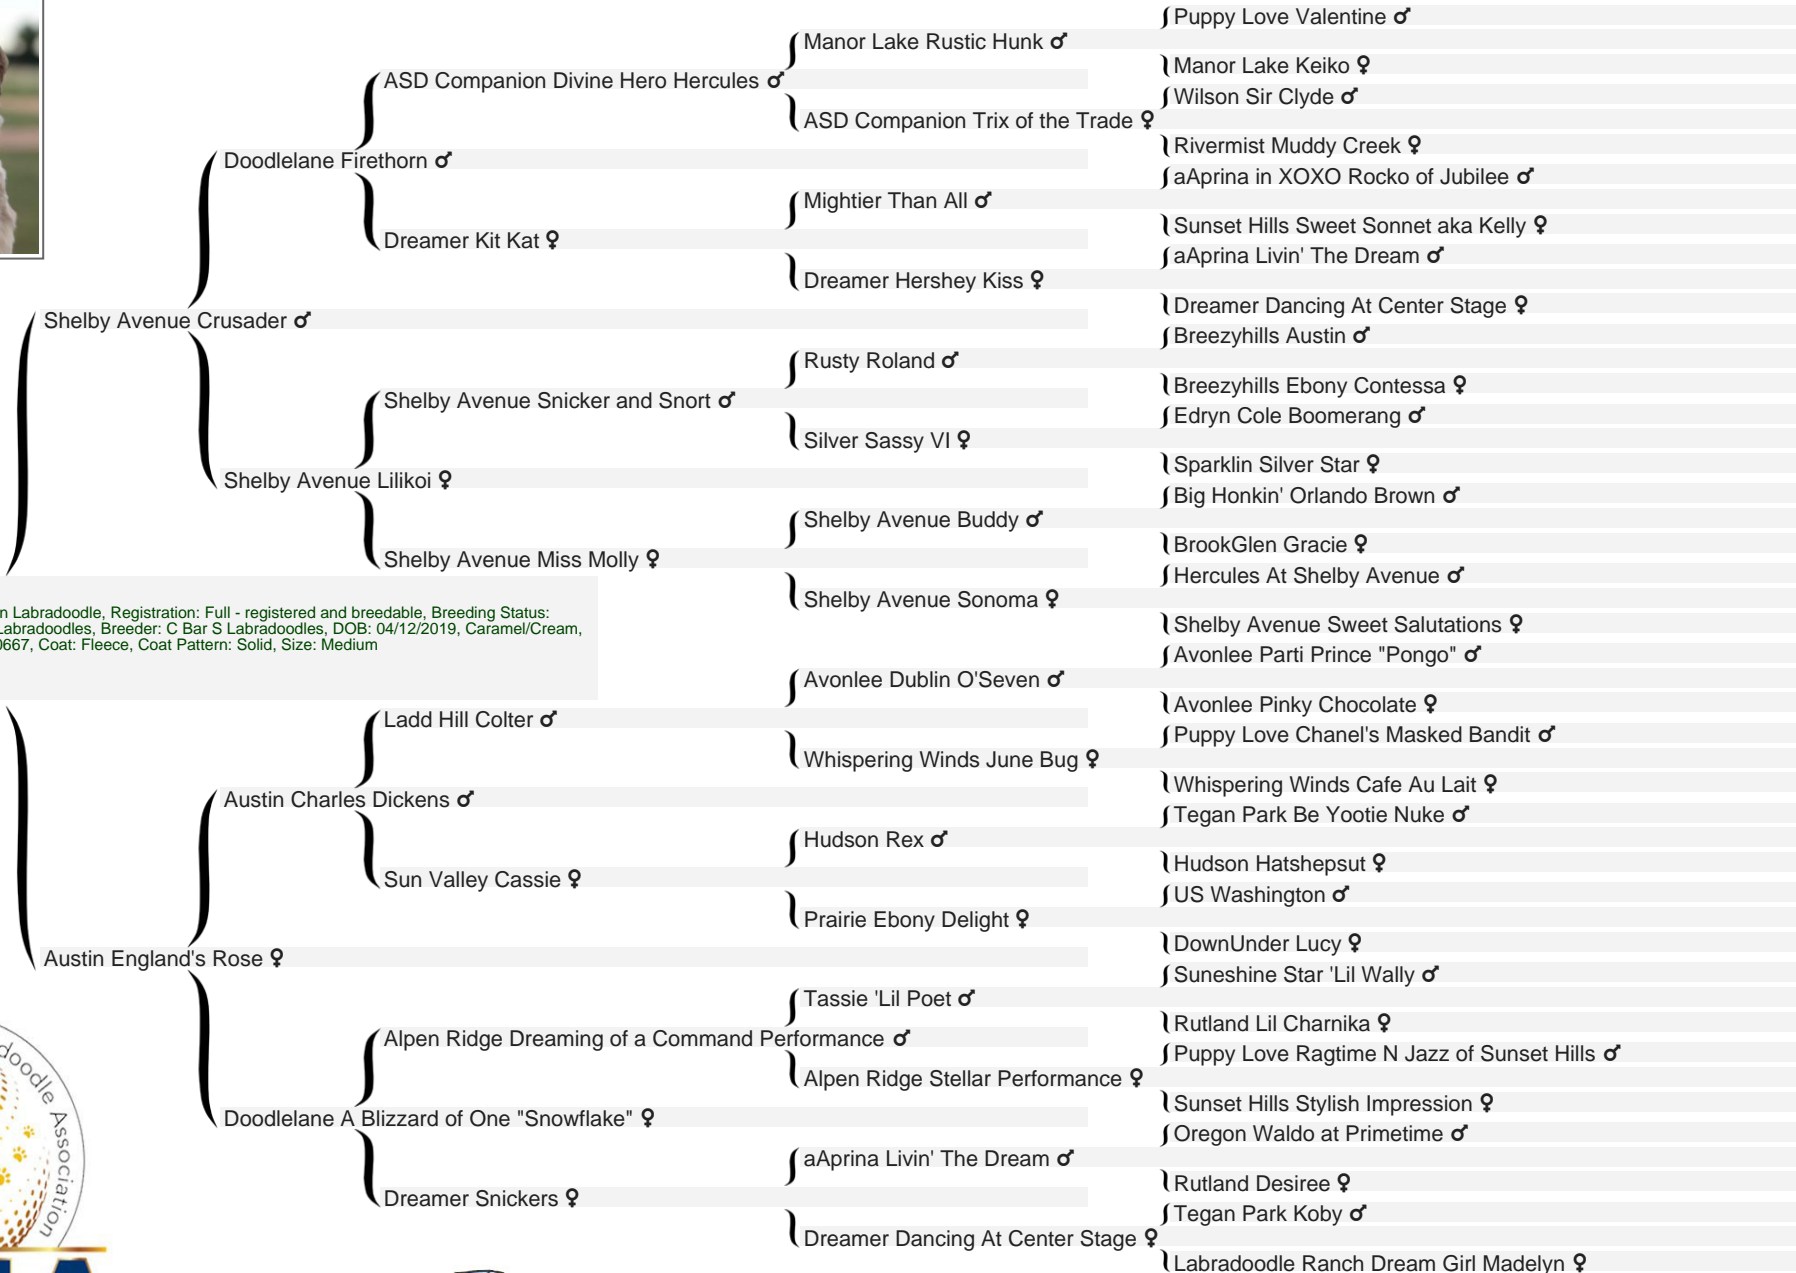 Puppy Love Valentine ♂
Manor Lake Rustic Hunk ♂
Manor Lake Keiko ♀
ASD Companion Divine Hero Hercules ♂
Wilson Sir Clyde ♂
ASD Companion Trix of the Trade ♀
Rivermist Muddy Creek ♀
Doodlelane Firethorn ♂
aAprina in XOXO Rocko of Jubilee ♂
Mightier Than All ♂
Sunset Hills Sweet Sonnet aka Kelly ♀
Dreamer Kit Kat ♀
aAprina Livin' The Dream ♂
Dreamer Hershey Kiss ♀
Dreamer Dancing At Center Stage ♀
Shelby Avenue Crusader ♂
Breezyhills Austin ♂
Rusty Roland ♂
Breezyhills Ebony Contessa ♀
Shelby Avenue Snicker and Snort ♂
Edryn Cole Boomerang ♂
Silver Sassy VI ♀
Sparklin Silver Star ♀
Shelby Avenue Lilikoi ♀
Big Honkin' Orlando Brown ♂
Shelby Avenue Buddy ♂
BrookGlen Gracie ♀
Shelby Avenue Miss Molly ♀
Hercules At Shelby Avenue ♂
Shelby Avenue Sonoma ♀
Shelby Avenue Sweet Salutations ♀
n Labradoodle, Registration: Full - registered and breedable, Breeding Status:
Labradoodles, Breeder: C Bar S Labradoodles, DOB: 04/12/2019, Caramel/Cream,
0667, Coat: Fleece, Coat Pattern: Solid, Size: Medium
Avonlee Parti Prince "Pongo" ♂
Avonlee Dublin O'Seven ♂
Avonlee Pinky Chocolate ♀
Ladd Hill Colter ♂
Puppy Love Chanel's Masked Bandit ♂
Whispering Winds June Bug ♀
Whispering Winds Cafe Au Lait ♀
Austin Charles Dickens ♂
Tegan Park Be Yootie Nuke ♂
Hudson Rex ♂
Hudson Hatshepsut ♀
Sun Valley Cassie ♀
US Washington ♂
Prairie Ebony Delight ♀
DownUnder Lucy ♀
Austin England's Rose ♀
Suneshine Star 'Lil Wally ♂
Tassie 'Lil Poet ♂
Rutland Lil Charnika ♀
Alpen Ridge Dreaming of a Command Performance ♂
Puppy Love Ragtime N Jazz of Sunset Hills ♂
Alpen Ridge Stellar Performance ♀
Sunset Hills Stylish Impression ♀
Doodlelane A Blizzard of One "Snowflake" ♀
Oregon Waldo at Primetime ♂
aAprina Livin' The Dream ♂
Rutland Desiree ♀
Dreamer Snickers ♀
Tegan Park Koby ♂
Dreamer Dancing At Center Stage ♀
Labradoodle Ranch Dream Girl Madelyn ♀
doodle Association